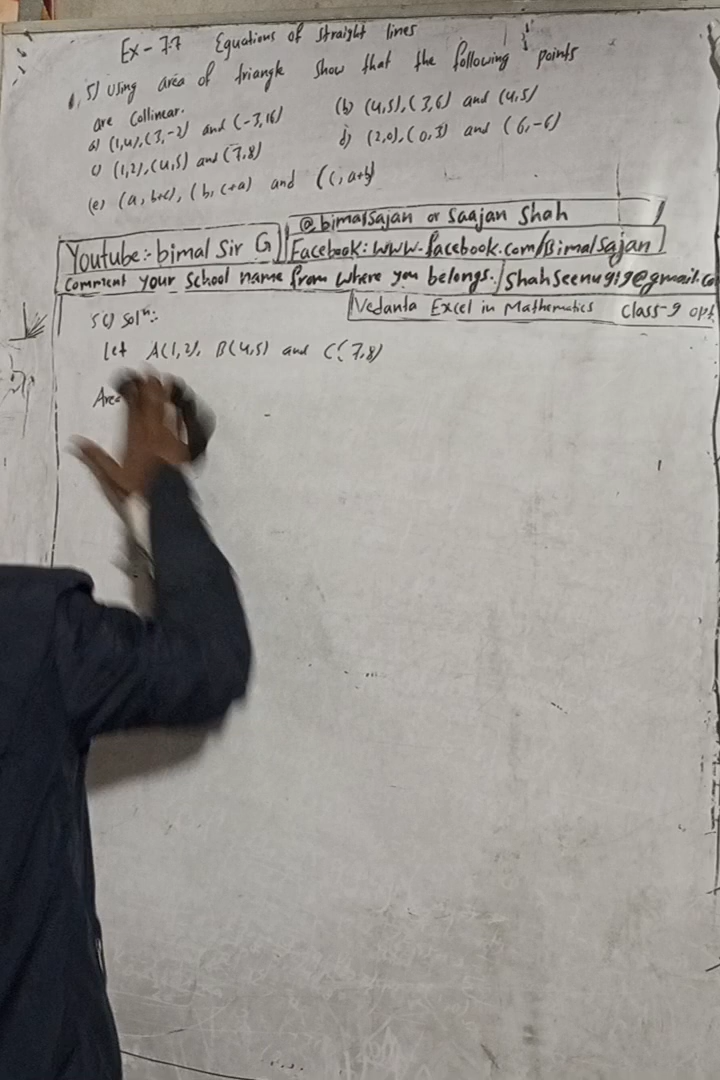 Ex - 7.7 Equations of straight lines
5) Using area of triangle show that the following points
are Collinear.
a) (1,4), (3,-2) and (-3,16)
(b) (4,5), (3,6) and (4,5)
c) (1,2), (4,5) and (7,8)
d) (2,0), (0,3) and (6,-6)
(e) (a, b+c), (b, c+a) and (c, a+b)
@bimalsajan or Saajan Shah
Youtube:- bimal Sir G
Facebook: www.facebook.com/Bimalsajan
Comment your School name from where you belongs.
Vedanta Excel in Mathematics Class-9 opt.
5c) Solⁿ:
Let A(1,2), B(4,5) and C(7,8)